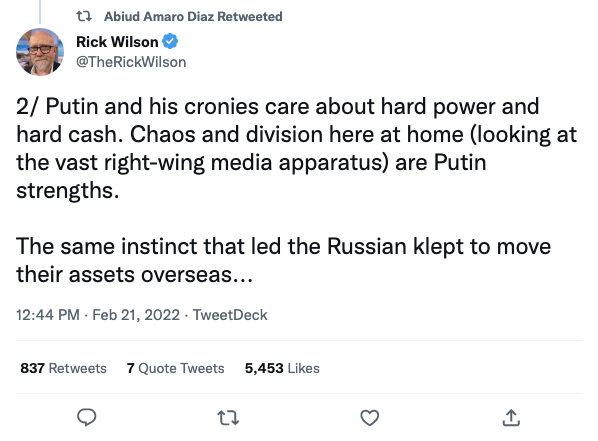 Abiud Amaro Diaz Retweeted
Rick Wilson
@TheRickWilson
2/ Putin and his cronies care about hard power and
hard cash. Chaos and division here at home (looking at
the vast right-wing media apparatus) are Putin
strengths.
The same instinct that led the Russian klept to move
their assets overseas...
12:44 PM · Feb 21, 2022 · TweetDeck
837 Retweets 7 Quote Tweets 5,453 Likes